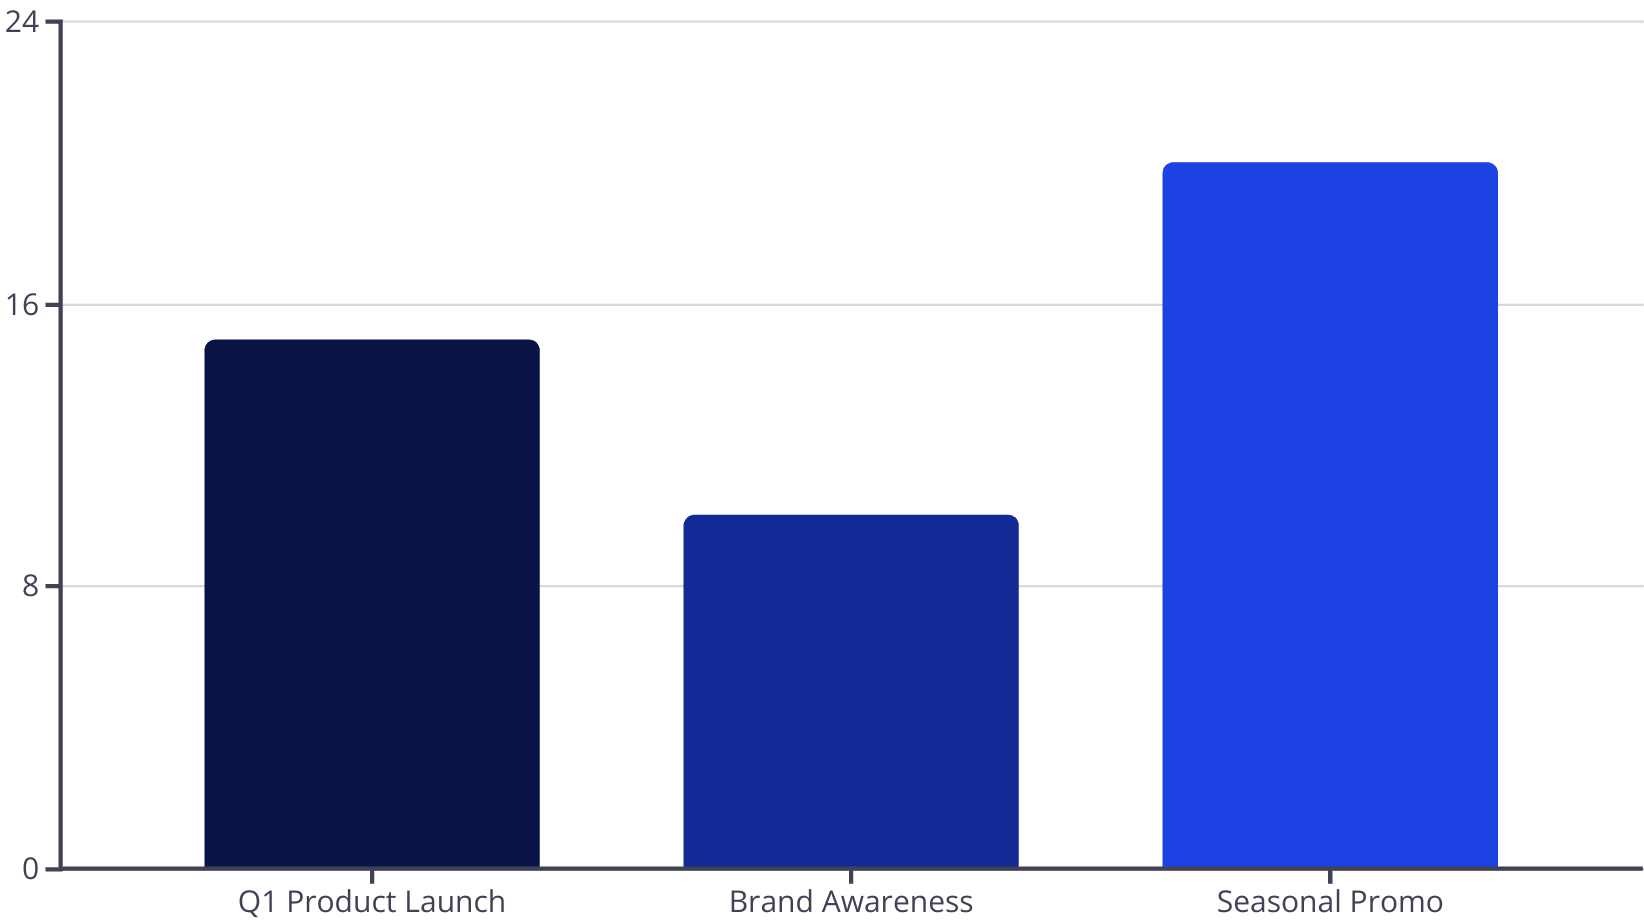 24
16
8
0
Q1 Product Launch
Brand Awareness
Seasonal Promo